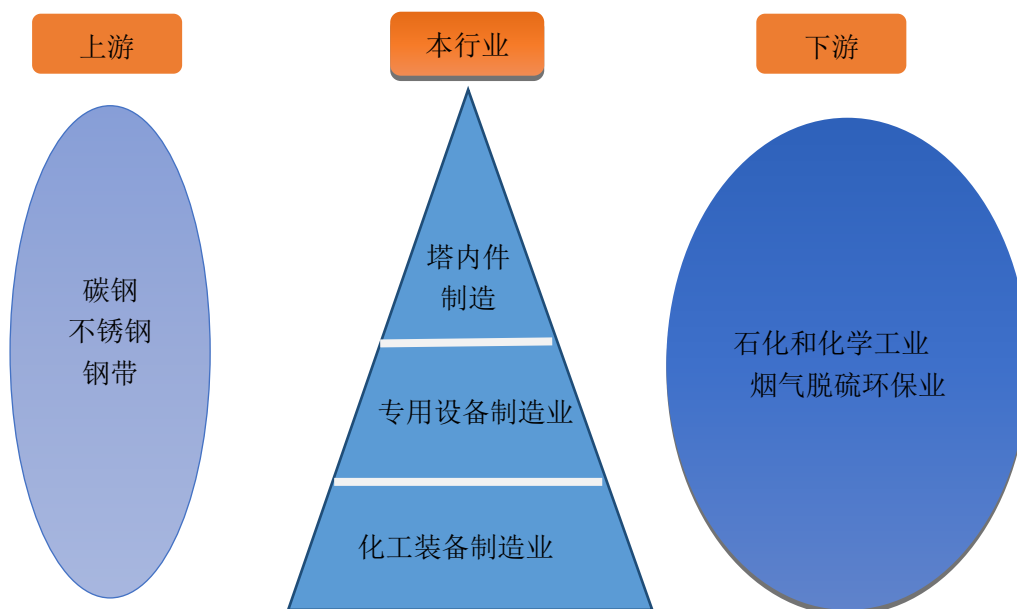 上游
本行业
下游
碳钢
不锈钢
钢带
塔内件
制造
专用设备制造业
化工装备制造业
石化和化学工业
烟气脱硫环保业